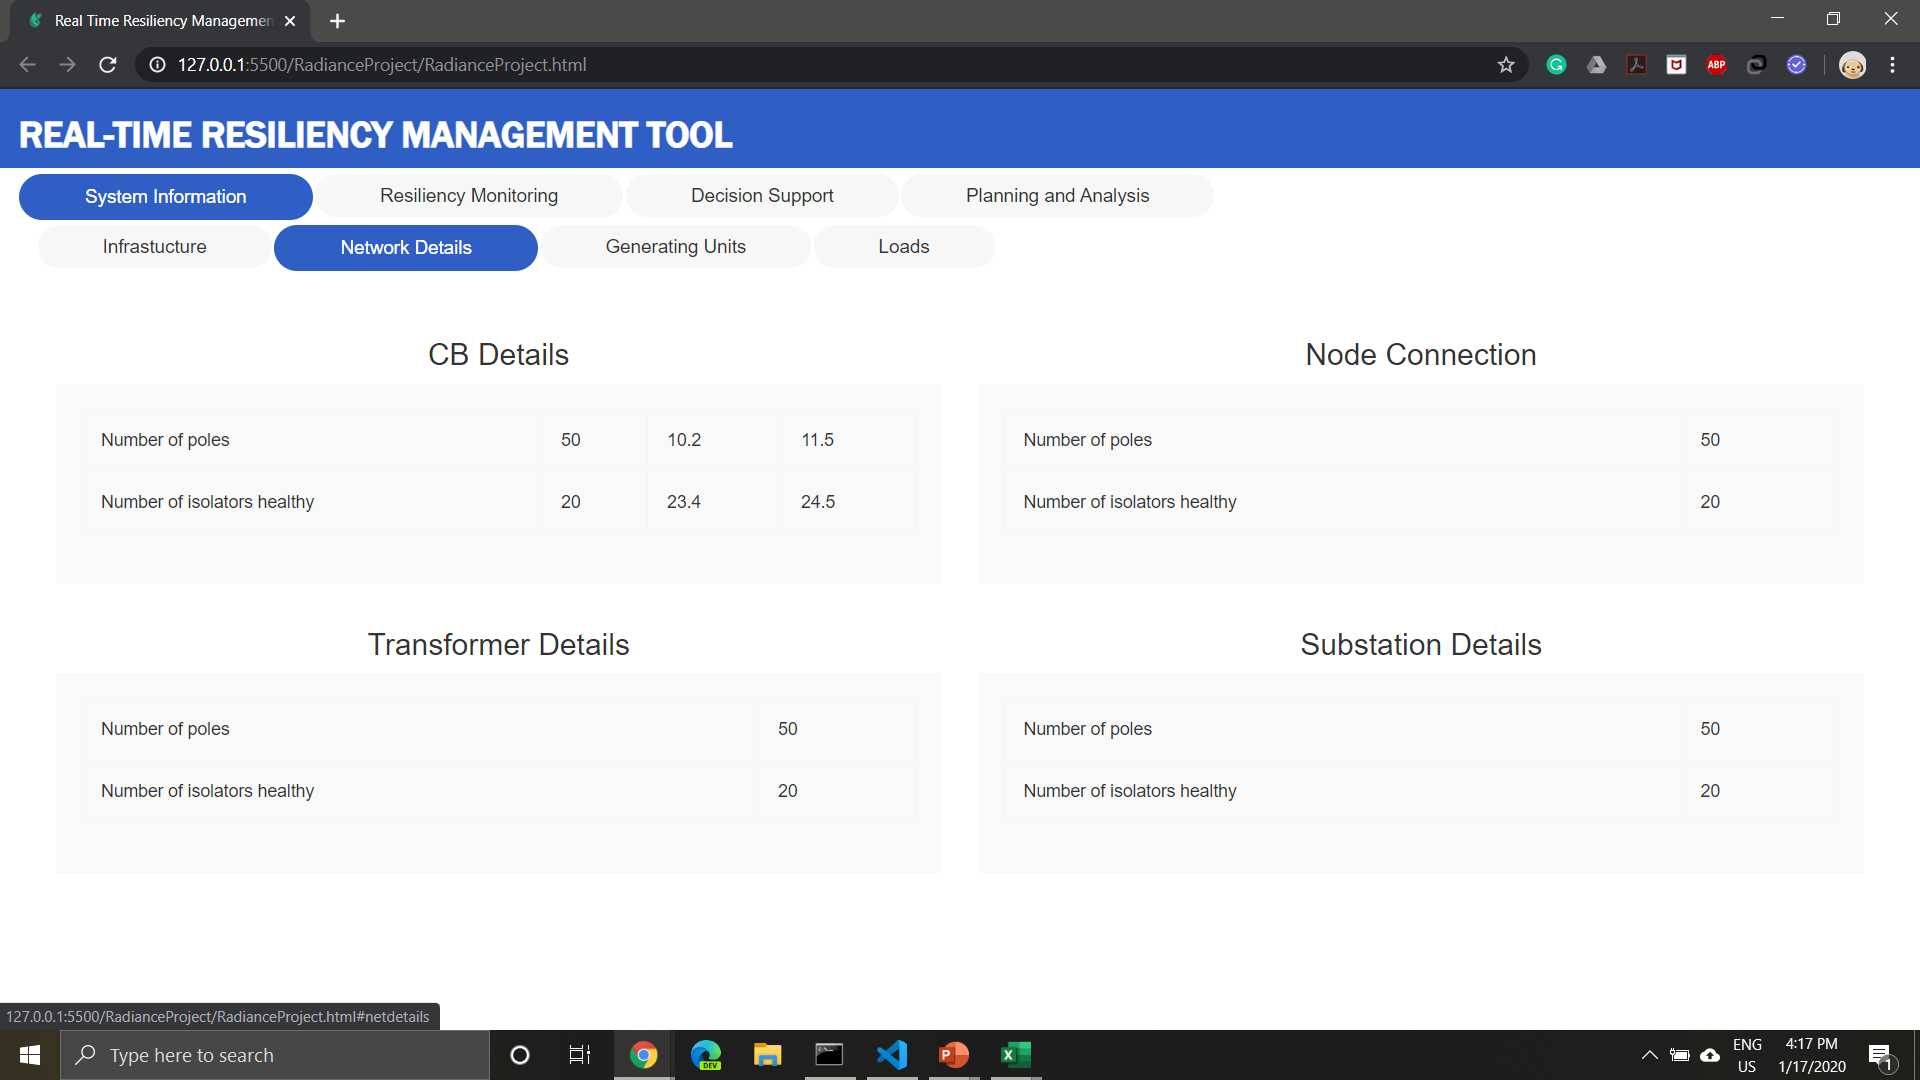 Real Time Resiliency Managemen
127.0.0.1:5500/RadianceProject/RadianceProject.html
ABP
REAL-TIME RESILIENCY MANAGEMENT TOOL
System Information Resiliency Monitoring Decision Support Planning and Analysis
Infrastucture Network Details Generating Units Loads
CB Details
Number of poles 50 10.2 11.5
Number of isolators healthy 20 23.4 24.5
Node Connection
Number of poles 50
Number of isolators healthy 20
Transformer Details
Number of poles 50
Number of isolators healthy 20
Substation Details
Number of poles 50
Number of isolators healthy 20
127.0.0.1:5500/RadianceProject/RadianceProject.html#netdetails
Type here to search
DEV
ENG
US
4:17 PM
1/17/2020
1